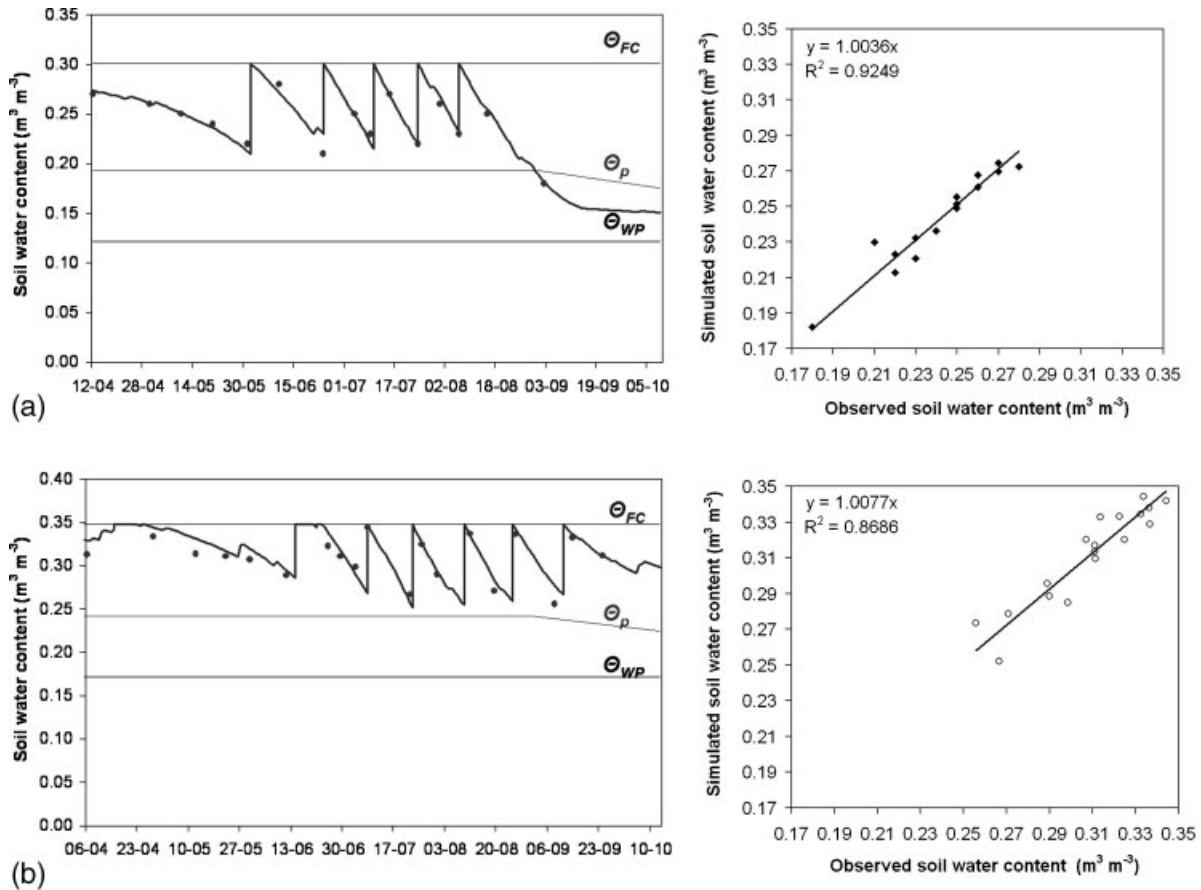 Soil water content (m³ m⁻³)
0.35
0.30
0.25
0.20
0.15
0.10
0.05
0.00
Θ_FC
Θ_p
Θ_WP
12-04 28-04 14-05 30-05 15-06 01-07 17-07 02-08 18-08 03-09 19-09 05-10
(a)
y = 1.0036x
R² = 0.9249
Simulated soil water content (m³ m⁻³)
0.35
0.33
0.31
0.29
0.27
0.25
0.23
0.21
0.19
0.17
0.17 0.19 0.21 0.23 0.25 0.27 0.29 0.31 0.33 0.35
Observed soil water content (m³ m⁻³)
Soil water content (m³ m⁻³)
0.40
0.35
0.30
0.25
0.20
0.15
0.10
0.05
0.00
Θ_FC
Θ_p
Θ_WP
06-04 23-04 10-05 27-05 13-06 30-06 17-07 03-08 20-08 06-09 23-09 10-10
(b)
y = 1.0077x
R² = 0.8686
Simulated soil water content (m³ m⁻³)
0.35
0.33
0.31
0.29
0.27
0.25
0.23
0.21
0.19
0.17
0.17 0.19 0.21 0.23 0.25 0.27 0.29 0.31 0.33 0.35
Observed soil water content (m³ m⁻³)